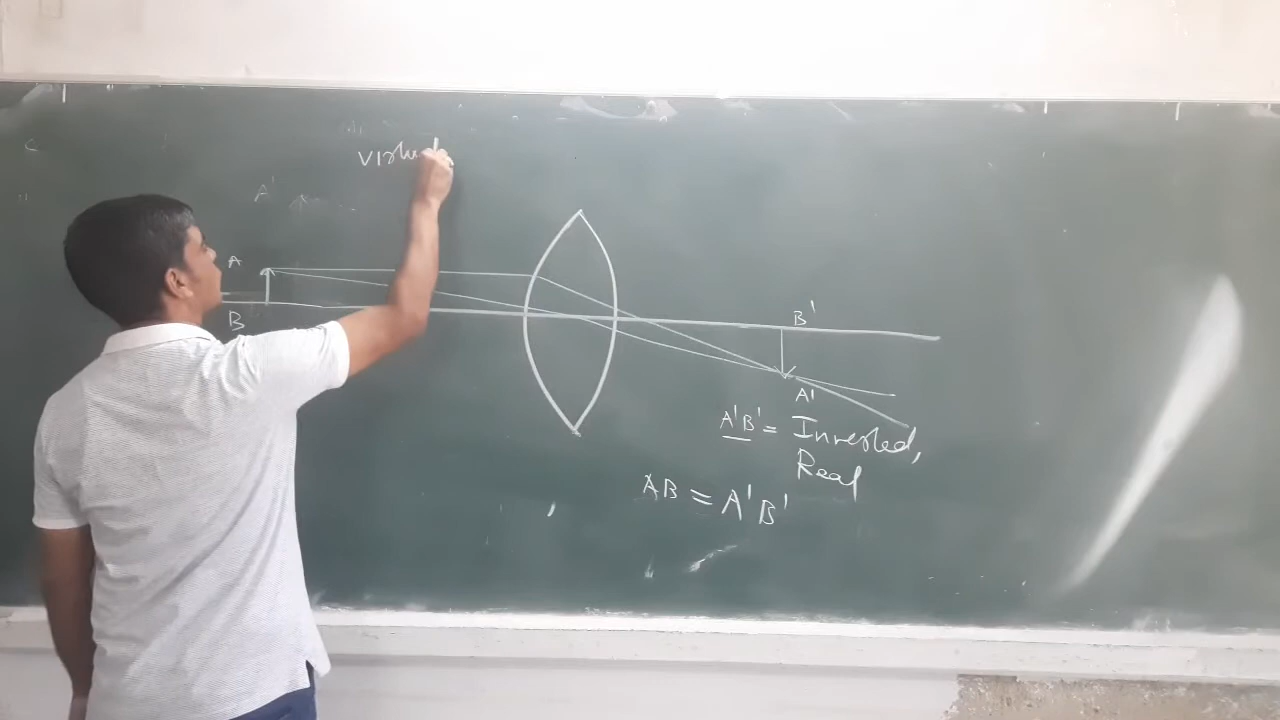 A'
A
B
B'
A'
A'B' = Inverted,
Real
AB = A'B'